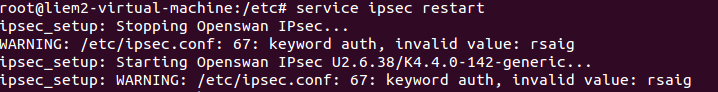 root@liem2-virtual-machine:/etc# service ipsec restart
ipsec_setup: Stopping Openswan IPsec...
WARNING: /etc/ipsec.conf: 67: keyword auth, invalid value: rsaig
ipsec_setup: Starting Openswan IPsec U2.6.38/K4.4.0-142-generic...
ipsec_setup: WARNING: /etc/ipsec.conf: 67: keyword auth, invalid value: rsaig